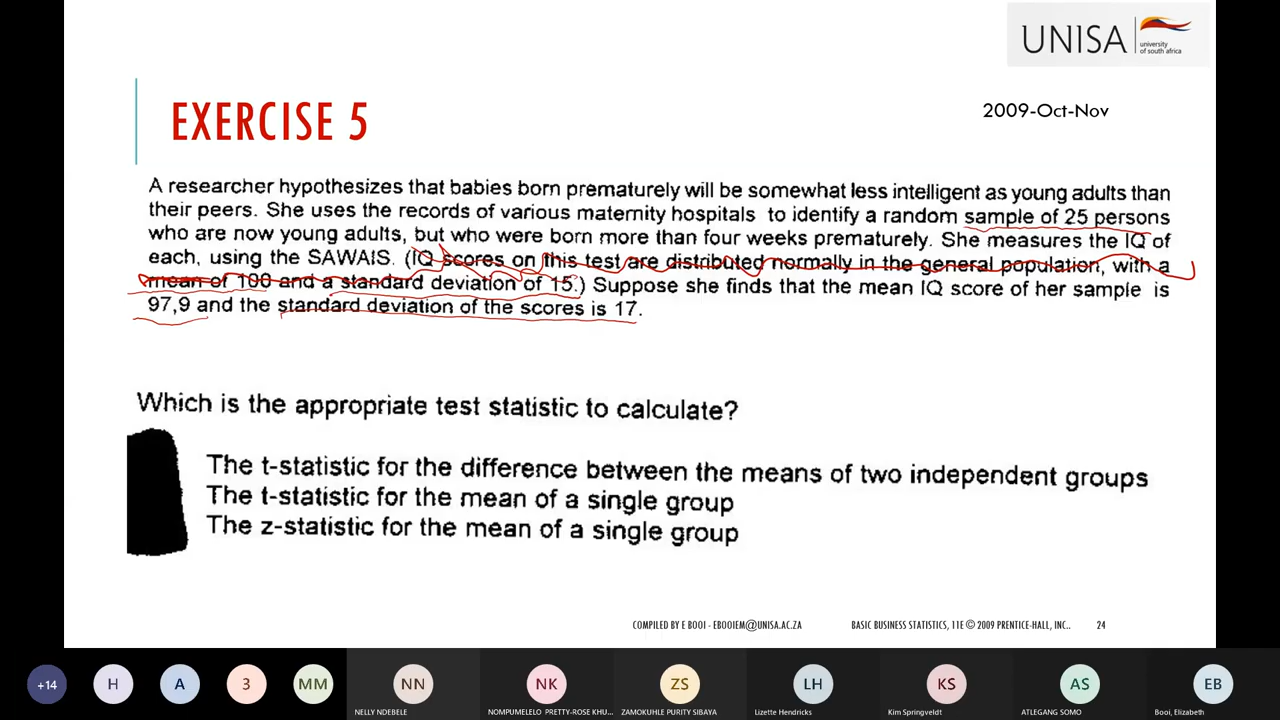 UNISA
university
of south africa
EXERCISE 5
2009-Oct-Nov
A researcher hypothesizes that babies born prematurely will be somewhat less intelligent as young adults than
their peers. She uses the records of various maternity hospitals to identify a random sample of 25 persons
who are now young adults, but who were born more than four weeks prematurely. She measures the IQ of
each, using the SAWAIS. (IQ scores on this test are distributed normally in the general population, with a
mean of 100 and a standard deviation of 15.) Suppose she finds that the mean IQ score of her sample is
97,9 and the standard deviation of the scores is 17.
Which is the appropriate test statistic to calculate?
The t-statistic for the difference between the means of two independent groups
The t-statistic for the mean of a single group
The z-statistic for the mean of a single group
COMPILED BY E BOOI - EBOOIEM@UNISA.AC.ZA BASIC BUSINESS STATISTICS, 11E © 2009 PRENTICE-HALL, INC.. 24
+14 H A 3 MM NN NK ZS LH KS AS EB
NELLY NDEBELE NOMPUMELELO PRETTY-ROSE KHU... ZAMOKUHLE PURITY SIBAYA Lizette Hendricks Kim Springveldt ATLEGANG SOMO Booi, Elizabeth